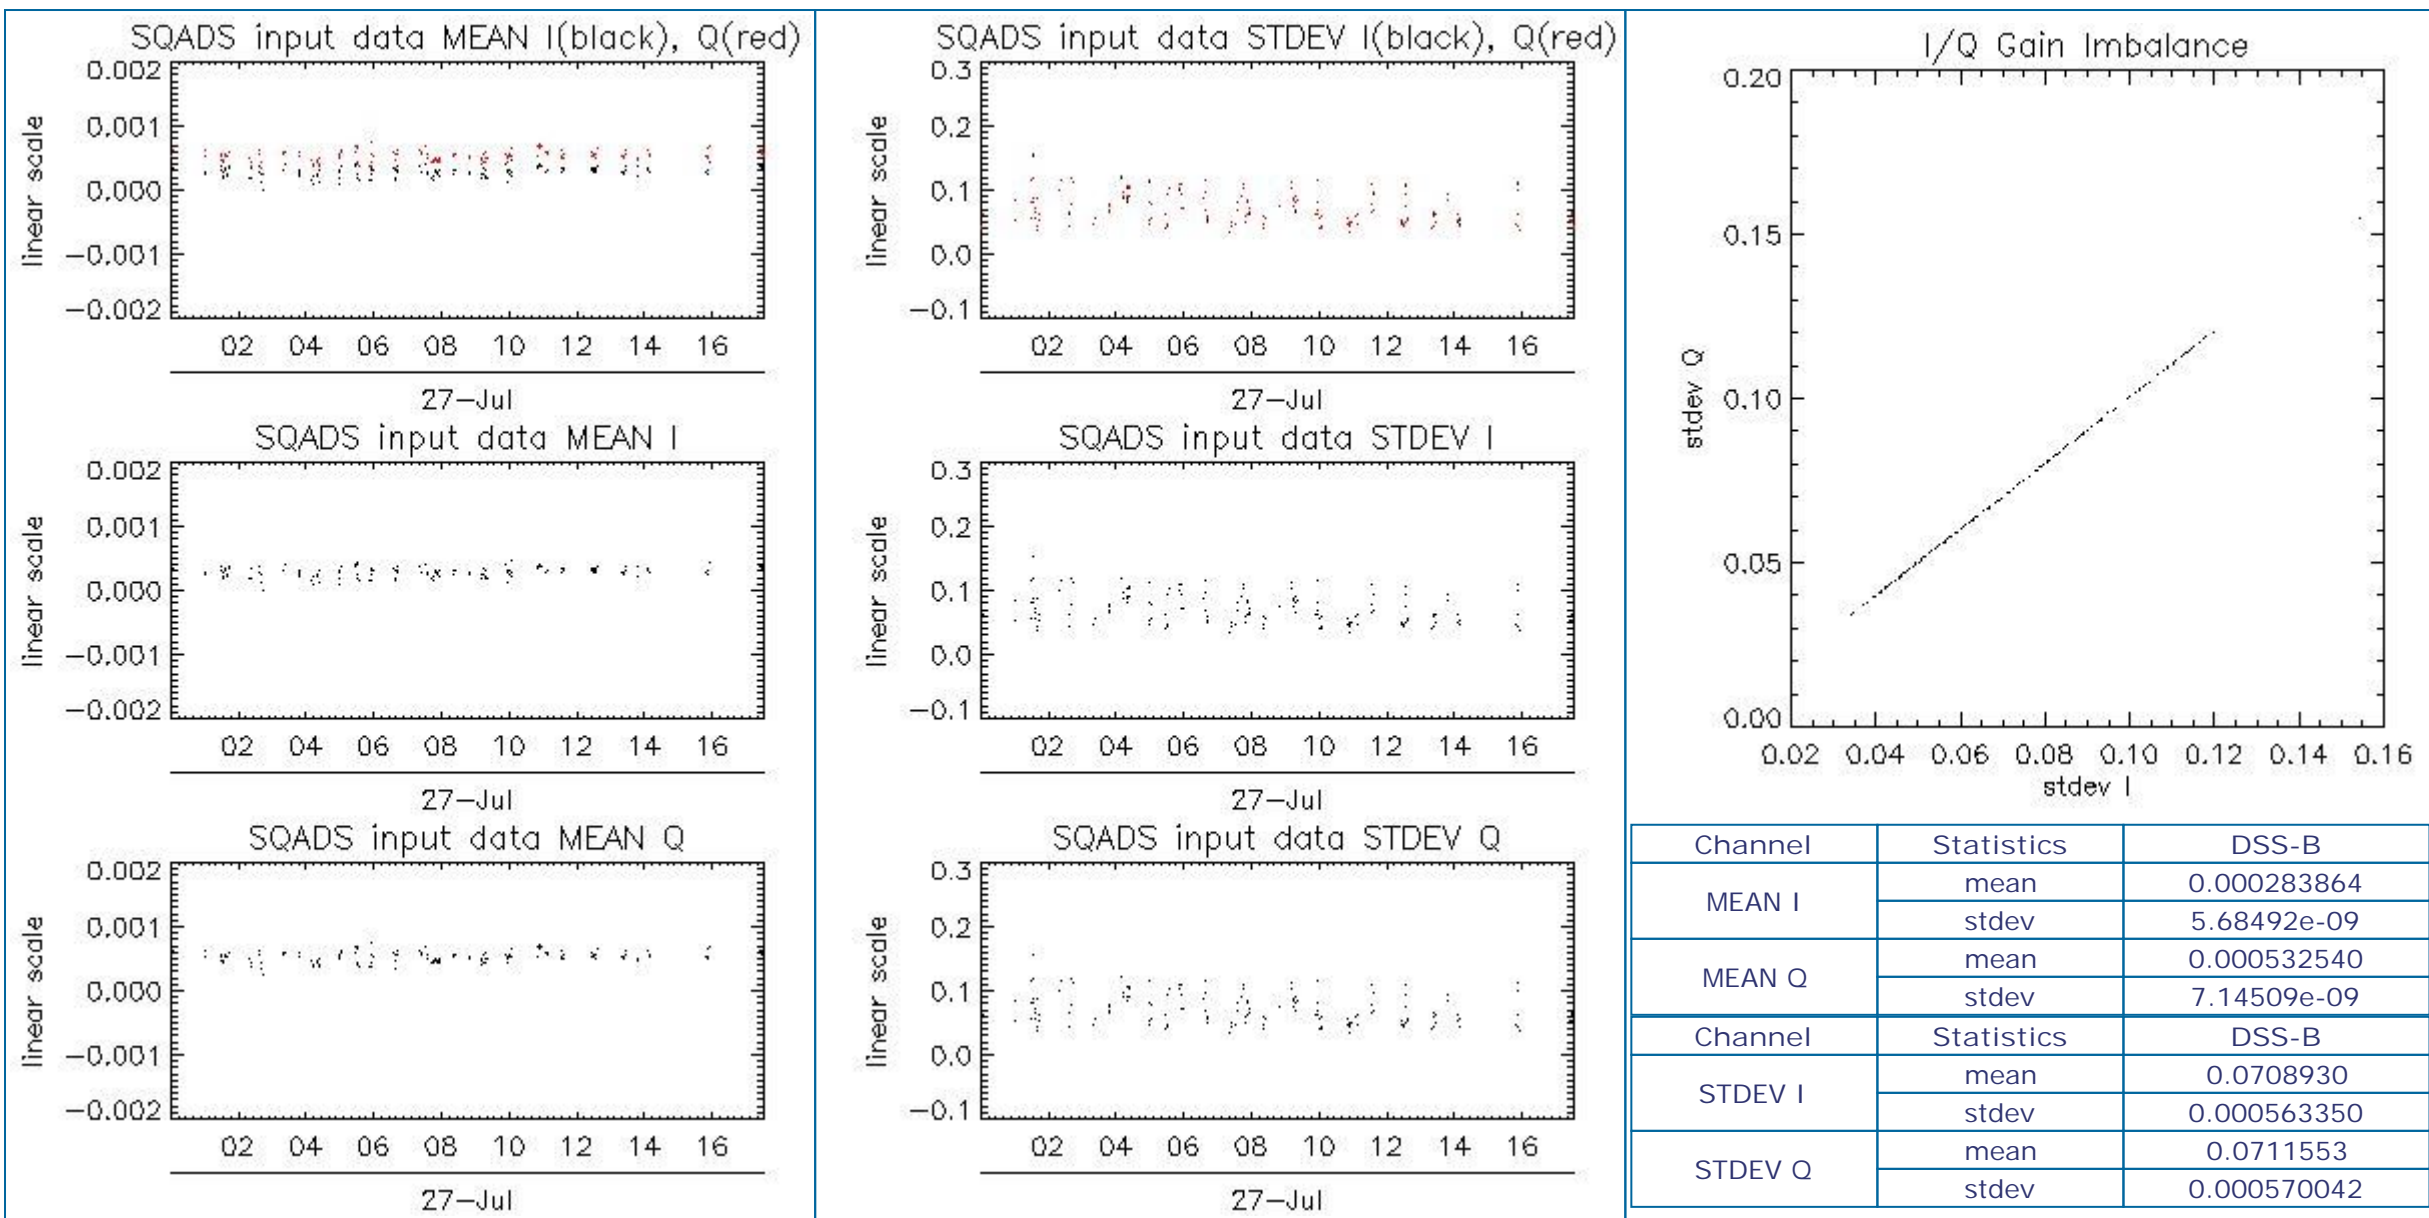 SQADS input data MEAN I(black), Q(red)
0.002
0.001
0.000
−0.001
−0.002
linear scale
02 04 06 08 10 12 14 16
27−Jul
SQADS input data MEAN I
0.002
0.001
0.000
−0.001
−0.002
linear scale
02 04 06 08 10 12 14 16
27−Jul
SQADS input data MEAN Q
0.002
0.001
0.000
−0.001
−0.002
linear scale
02 04 06 08 10 12 14 16
27−Jul
SQADS input data STDEV I(black), Q(red)
0.3
0.2
0.1
0.0
−0.1
linear scale
02 04 06 08 10 12 14 16
27−Jul
SQADS input data STDEV I
0.3
0.2
0.1
0.0
−0.1
linear scale
02 04 06 08 10 12 14 16
27−Jul
SQADS input data STDEV Q
0.3
0.2
0.1
0.0
−0.1
linear scale
02 04 06 08 10 12 14 16
27−Jul
I/Q Gain Imbalance
0.20
0.15
0.10
0.05
0.00
stdev Q
0.02 0.04 0.06 0.08 0.10 0.12 0.14 0.16
stdev I
Channel Statistics DSS-B
MEAN I mean 0.000283864
stdev 5.68492e-09
MEAN Q mean 0.000532540
stdev 7.14509e-09
Channel Statistics DSS-B
STDEV I mean 0.0708930
stdev 0.000563350
STDEV Q mean 0.0711553
stdev 0.000570042